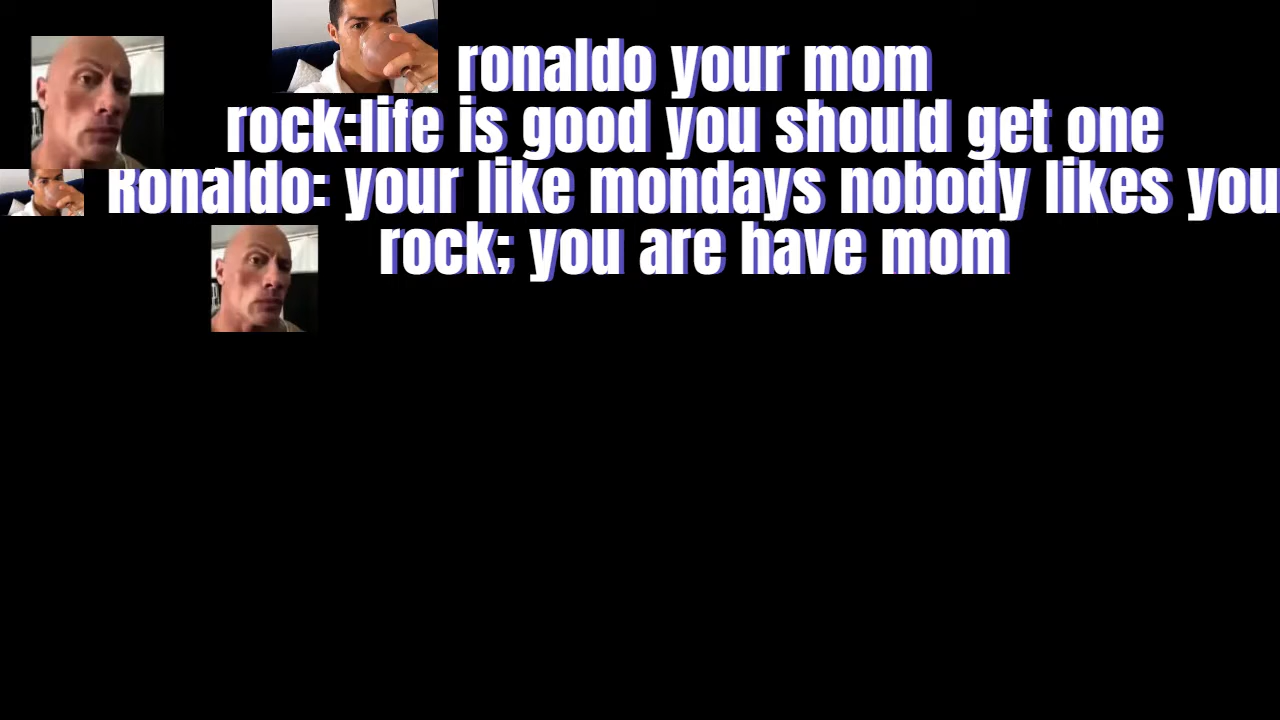 ronaldo your mom
rock:life is good you should get one
Ronaldo: your like mondays nobody likes you
rock; you are have mom